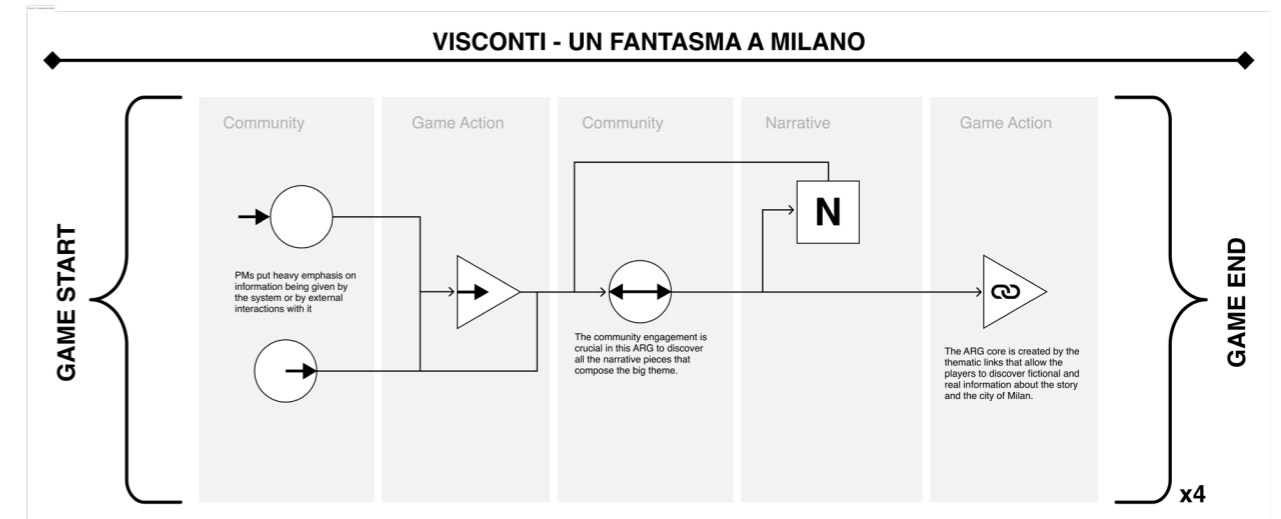 VISCONTI - UN FANTASMA A MILANO
Community
Game Action
Community
Narrative
Game Action
GAME START
PMs put heavy emphasis on
information being given by
the system or by external
interactions with it
N
The community engagement is
crucial in this ARG to discover
all the narrative pieces that
compose the big theme.
The ARG core is created by the
thematic links that allow the
players to discover fictional and
real information about the story
and the city of Milan.
GAME END
x4